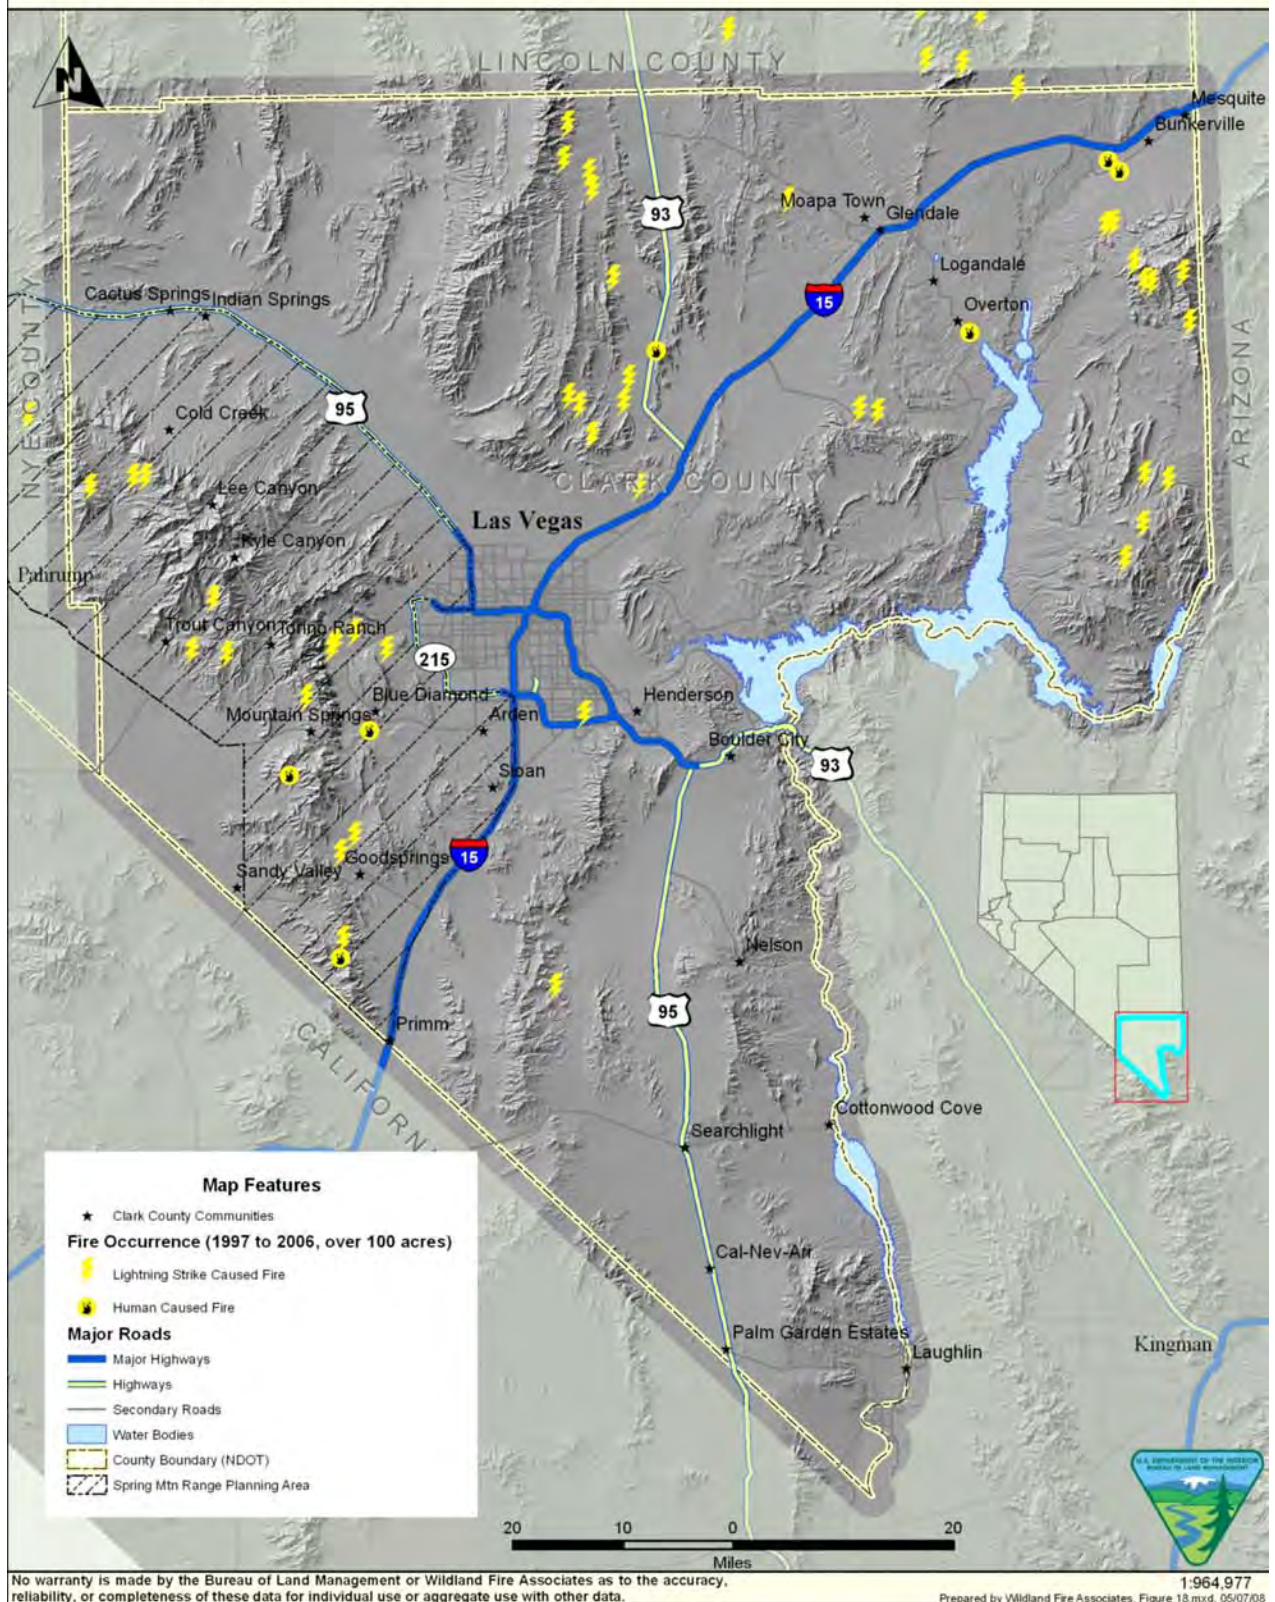 LINCOLN COUNTY
N
Mesquite
Bunkerville
93
Moapa Town
Glendale
Logandale
15
Overton
Cactus Springs
Indian Springs
NYE COUNTY
ARIZONA
95
Cold Creek
CLARK COUNTY
Lee Canyon
Las Vegas
Kyle Canyon
Pahrump
Trout Canyon
Torino Ranch
215
Blue Diamond
Henderson
Mountain Springs
Arden
Boulder City
93
Sloan
15
Goodsprings
Sandy Valley
Nelson
95
Primm
CALIFORN
Cottonwood Cove
Searchlight
Cal-Nev-Ari
Palm Garden Estates
Laughlin
Kingman
Map Features
Clark County Communities
Fire Occurrence (1997 to 2006, over 100 acres)
Lightning Strike Caused Fire
Human Caused Fire
Major Roads
Major Highways
Highways
Secondary Roads
Water Bodies
County Boundary (NDOT)
Spring Mtn Range Planning Area
U.S. DEPARTMENT OF THE INTERIOR
BUREAU OF LAND MANAGEMENT
20 10 0 20
Miles
No warranty is made by the Bureau of Land Management or Wildland Fire Associates as to the accuracy,
reliability, or completeness of these data for individual use or aggregate use with other data.
1:964,977
Prepared by Wildland Fire Associates, Figure 18.mxd, 05/07/08